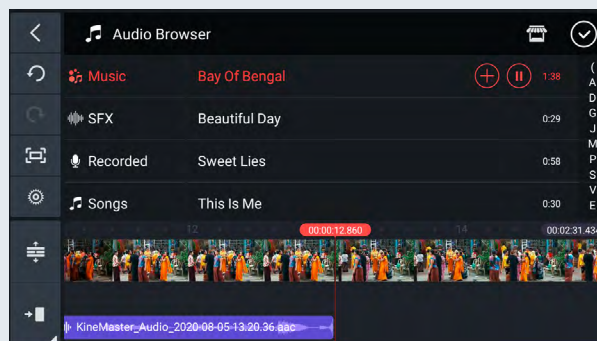 Audio Browser
Music Bay Of Bengal 1:38
SFX Beautiful Day 0:29
Recorded Sweet Lies 0:58
Songs This Is Me 0:30
(
A
D
G
J
M
P
S
V
E
12 00:00:12.860 14 00:02:31.434
KineMaster_Audio_2020-08-05-13.20.36.aac